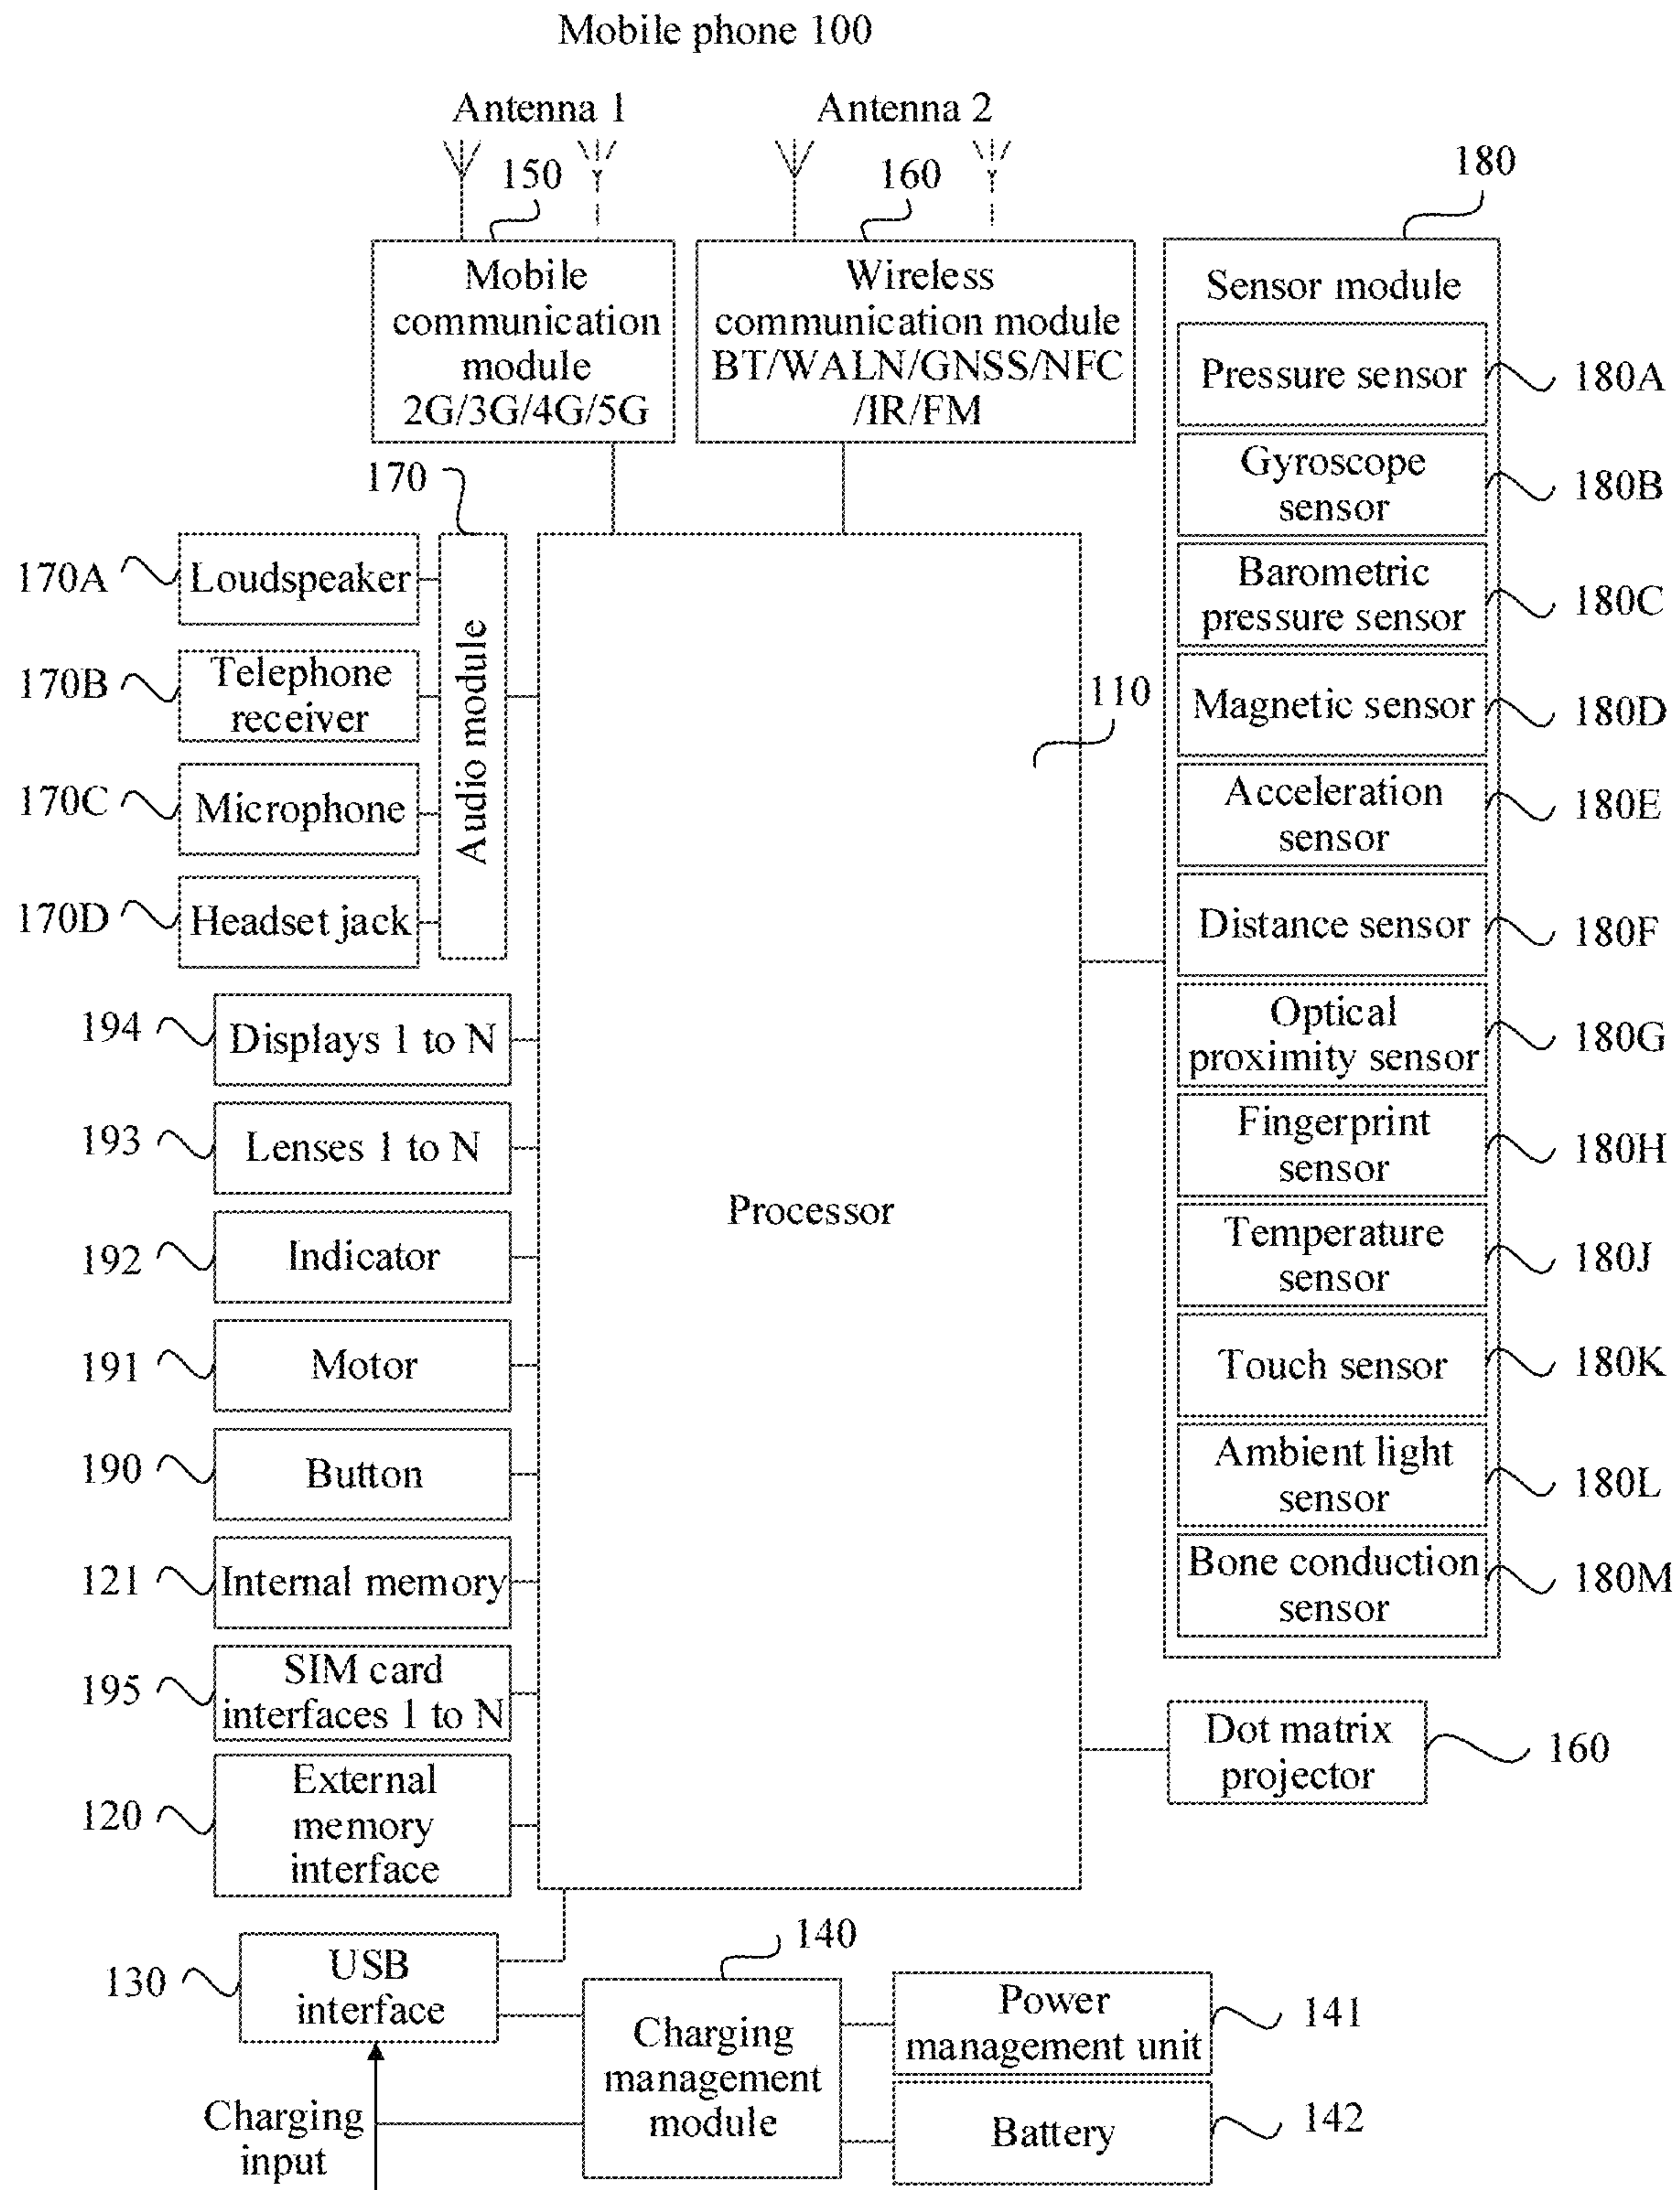 Mobile phone 100
Antenna 1
Antenna 2
150
160
180
Mobile
communication
module
2G/3G/4G/5G
Wireless
communication module
BT/WALN/GNSS/NFC
/IR/FM
Sensor module
Pressure sensor
180A
Gyroscope
sensor
180B
Barometric
pressure sensor
180C
Magnetic sensor
180D
Acceleration
sensor
180E
Distance sensor
180F
Optical
proximity sensor
180G
Fingerprint
sensor
180H
Temperature
sensor
180J
Touch sensor
180K
Ambient light
sensor
180L
Bone conduction
sensor
180M
170
Audio module
170A
Loudspeaker
170B
Telephone
receiver
170C
Microphone
170D
Headset jack
110
Processor
194
Displays 1 to N
193
Lenses 1 to N
192
Indicator
191
Motor
190
Button
121
Internal memory
195
SIM card
interfaces 1 to N
120
External
memory
interface
Dot matrix
projector
160
130
USB
interface
140
Charging
management
module
Power
management unit
141
Battery
142
Charging
input